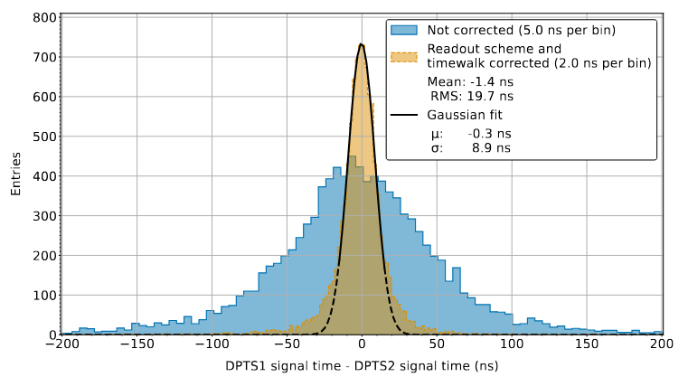 800
700
600
500
400
300
200
100
0
Entries
Not corrected (5.0 ns per bin)
Readout scheme and
timewalk corrected (2.0 ns per bin)
Mean: -1.4 ns
RMS: 19.7 ns
Gaussian fit
μ: -0.3 ns
σ: 8.9 ns
−200 −150 −100 −50 0 50 100 150 200
DPTS1 signal time - DPTS2 signal time (ns)